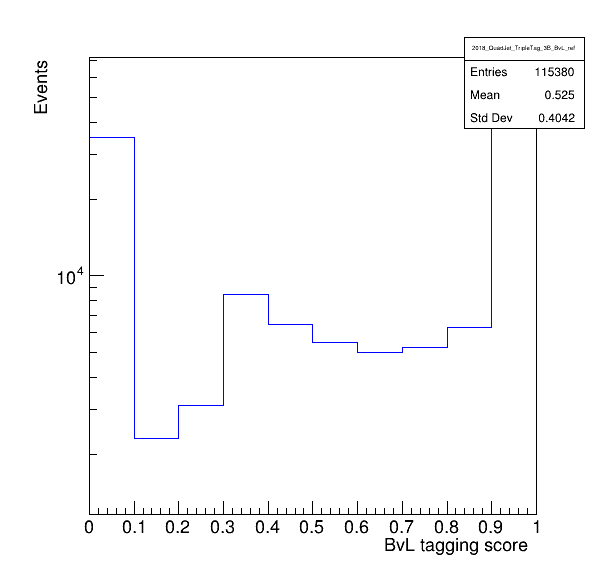 2018_QuadJet_TripleTag_3B_BvL_ref
Entries 115380
Mean 0.525
Std Dev 0.4042
Events
10^4
0 0.1 0.2 0.3 0.4 0.5 0.6 0.7 0.8 0.9 1
BvL tagging score